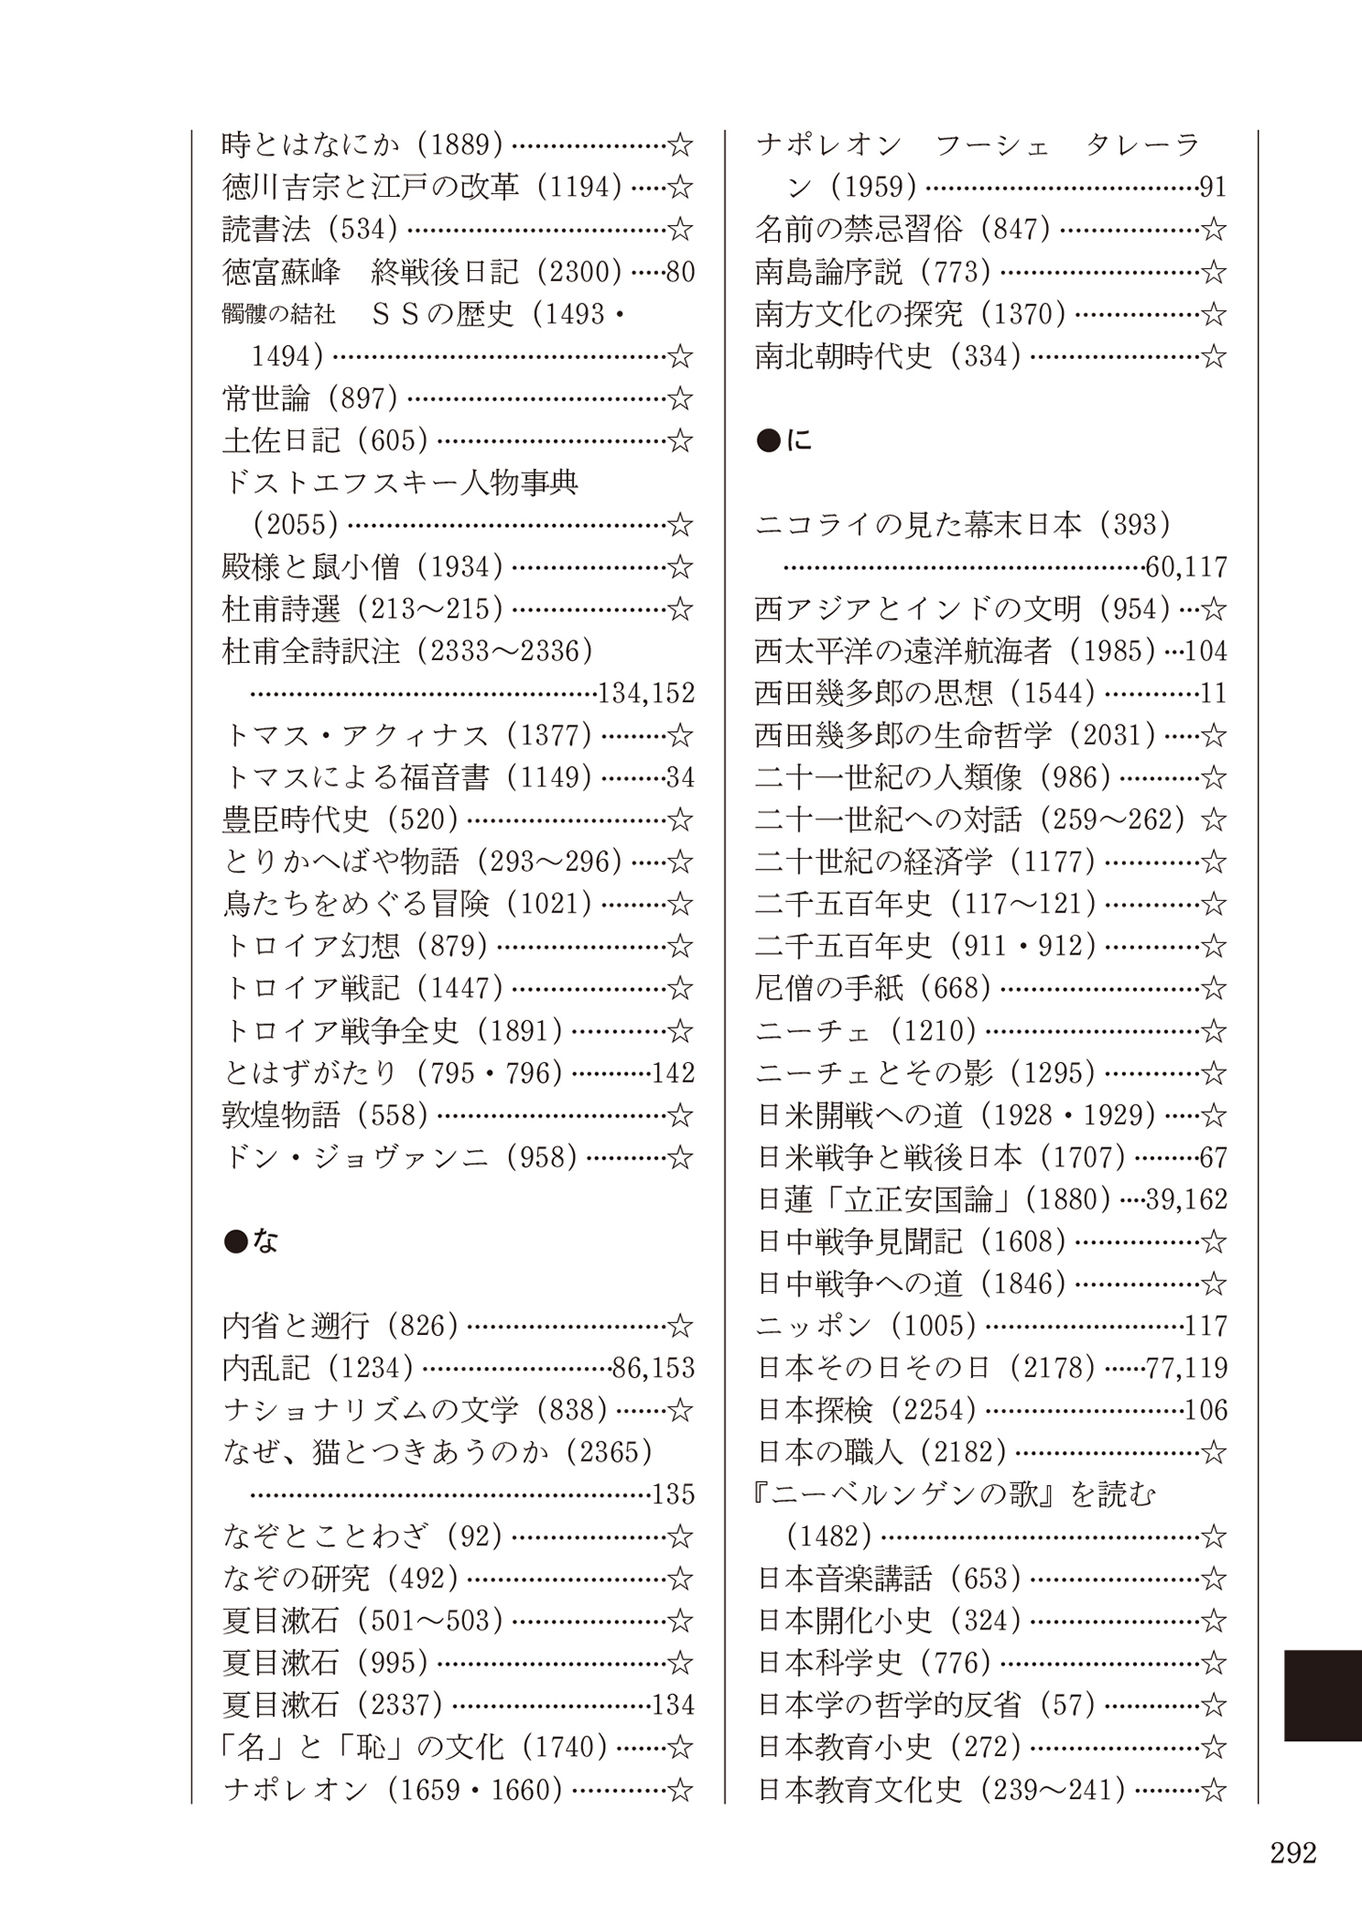 時とはなにか（1889）…………………☆
徳川吉宗と江戸の改革（1194）……☆
読書法（534）……………………………☆
徳富蘇峰　終戦後日記（2300）……80
髑髏の結社　ＳＳの歴史（1493・
1494）……………………………………☆
常世論（897）……………………………☆
土佐日記（605）…………………………☆
ドストエフスキー人物事典
（2055）…………………………………☆
殿様と鼠小僧（1934）…………………☆
杜甫詩選（213〜215）…………………☆
杜甫全詩訳注（2333〜2336）
………………………………………134,152
トマス・アクィナス（1377）………☆
トマスによる福音書（1149）………34
豊臣時代史（520）………………………☆
とりかへばや物語（293〜296）……☆
鳥たちをめぐる冒険（1021）………☆
トロイア幻想（879）……………………☆
トロイア戦記（1447）…………………☆
トロイア戦争全史（1891）…………☆
とはずがたり（795・796）…………142
敦煌物語（558）…………………………☆
ドン・ジョヴァンニ（958）…………☆
●な
内省と遡行（826）………………………☆
内乱記（1234）……………………86,153
ナショナリズムの文学（838）………☆
なぜ、猫とつきあうのか（2365）
……………………………………………135
なぞとことわざ（92）…………………☆
なぞの研究（492）………………………☆
夏目漱石（501〜503）…………………☆
夏目漱石（995）…………………………☆
夏目漱石（2337）………………………134
「名」と「恥」の文化（1740）………☆
ナポレオン（1659・1660）…………☆
ナポレオン　フーシェ　タレーラ
ン（1959）………………………………91
名前の禁忌習俗（847）………………☆
南島論序説（773）………………………☆
南方文化の探究（1370）……………☆
南北朝時代史（334）…………………☆
●に
ニコライの見た幕末日本（393）
…………………………………………60,117
西アジアとインドの文明（954）…☆
西太平洋の遠洋航海者（1985）…104
西田幾多郎の思想（1544）…………11
西田幾多郎の生命哲学（2031）……☆
二十一世紀の人類像（986）…………☆
二十一世紀への対話（259〜262）☆
二十世紀の経済学（1177）…………☆
二千五百年史（117〜121）…………☆
二千五百年史（911・912）…………☆
尼僧の手紙（668）………………………☆
ニーチェ（1210）………………………☆
ニーチェとその影（1295）…………☆
日米開戦への道（1928・1929）……☆
日米戦争と戦後日本（1707）………67
日蓮「立正安国論」（1880）…39,162
日中戦争見聞記（1608）……………☆
日中戦争への道（1846）……………☆
ニッポン（1005）………………………117
日本その日その日（2178）……77,119
日本探検（2254）………………………106
日本の職人（2182）……………………☆
『ニーベルンゲンの歌』を読む
（1482）…………………………………☆
日本音楽講話（653）…………………☆
日本開化小史（324）…………………☆
日本科学史（776）………………………☆
日本学の哲学的反省（57）…………☆
日本教育小史（272）…………………☆
日本教育文化史（239〜241）………☆
292